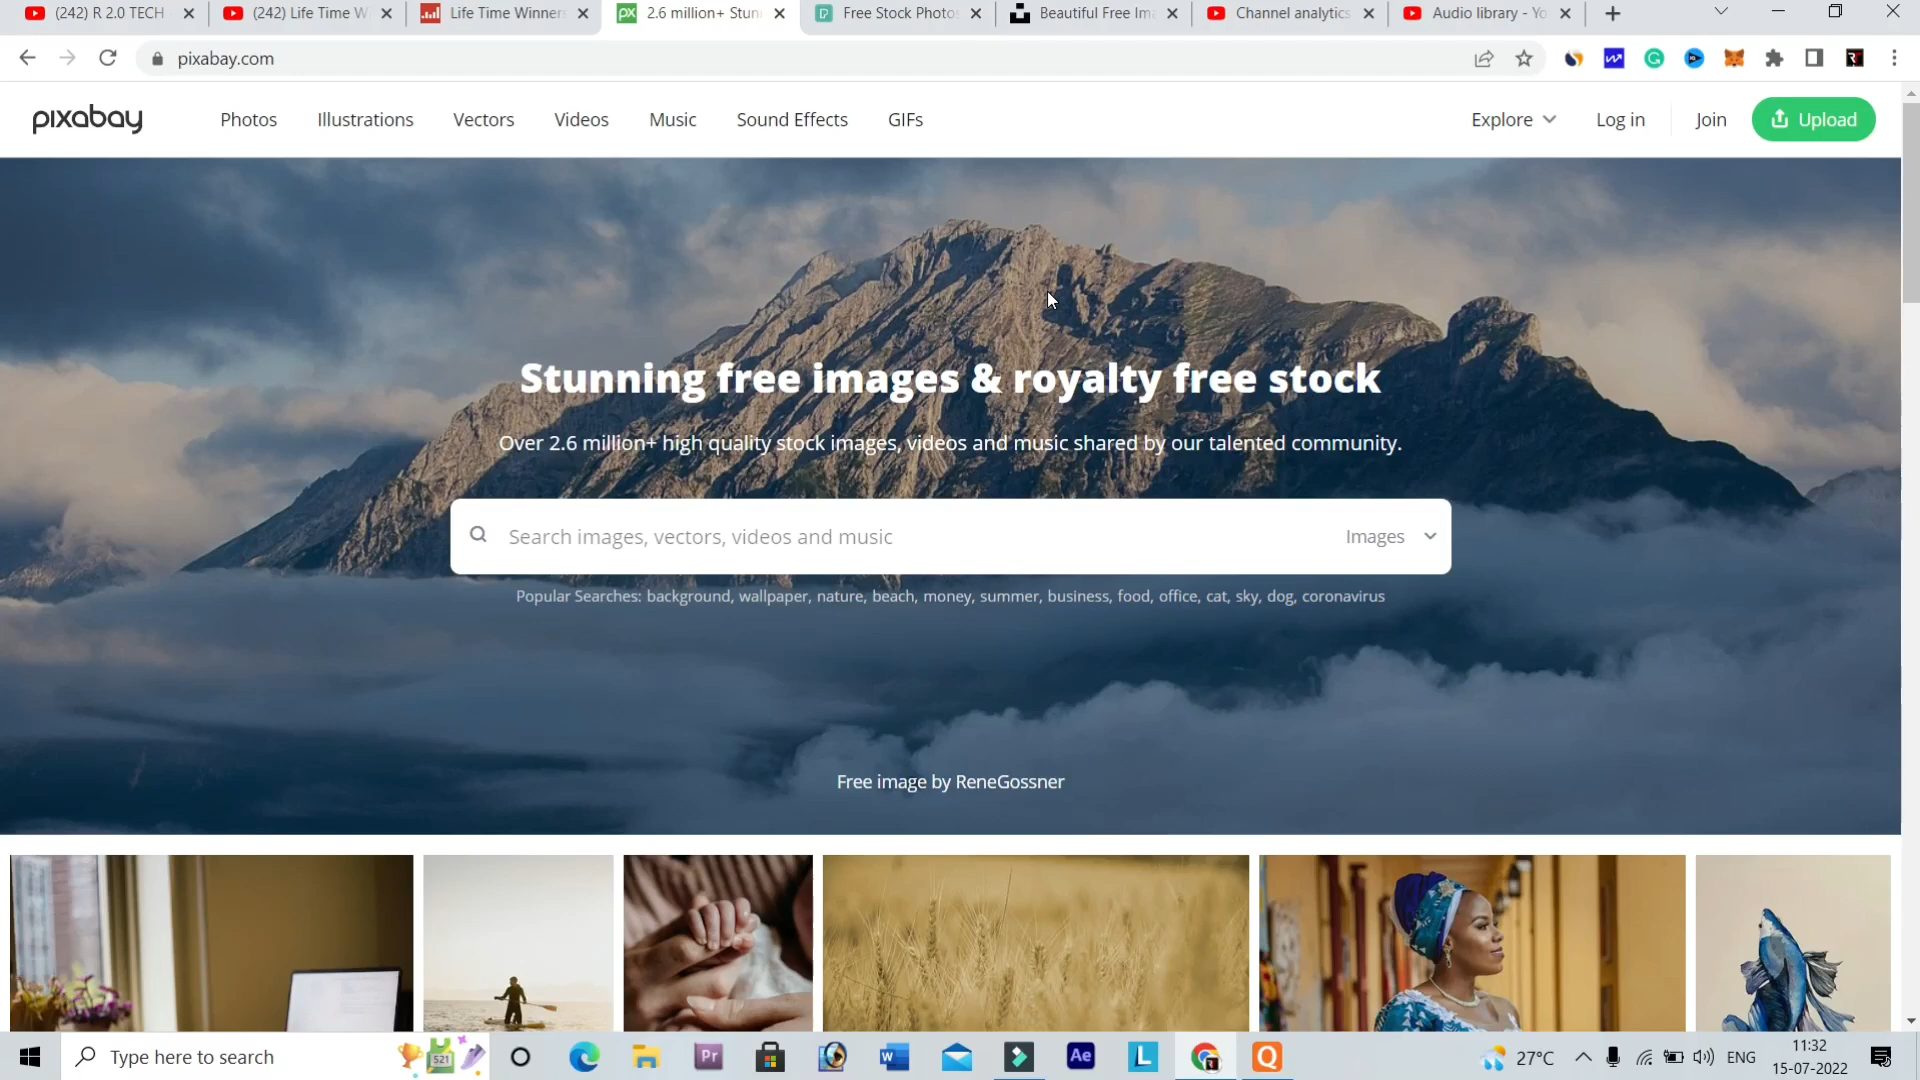 (242) R 2.0 TECH
(242) Life Time W
Life Time Winner
2.6 million+ Stun
Free Stock Photos
Beautiful Free Ima
Channel analytics
Audio library - Yo
pixabay.com
pixabay
Photos
Illustrations
Vectors
Videos
Music
Sound Effects
GIFs
Explore
Log in
Join
Upload
Stunning free images & royalty free stock
Over 2.6 million+ high quality stock images, videos and music shared by our talented community.
Search images, vectors, videos and music
Images
Popular Searches: background, wallpaper, nature, beach, money, summer, business, food, office, cat, sky, dog, coronavirus
Free image by ReneGossner
Type here to search
521
Pr
Ae
L
27°C
ENG
11:32
15-07-2022